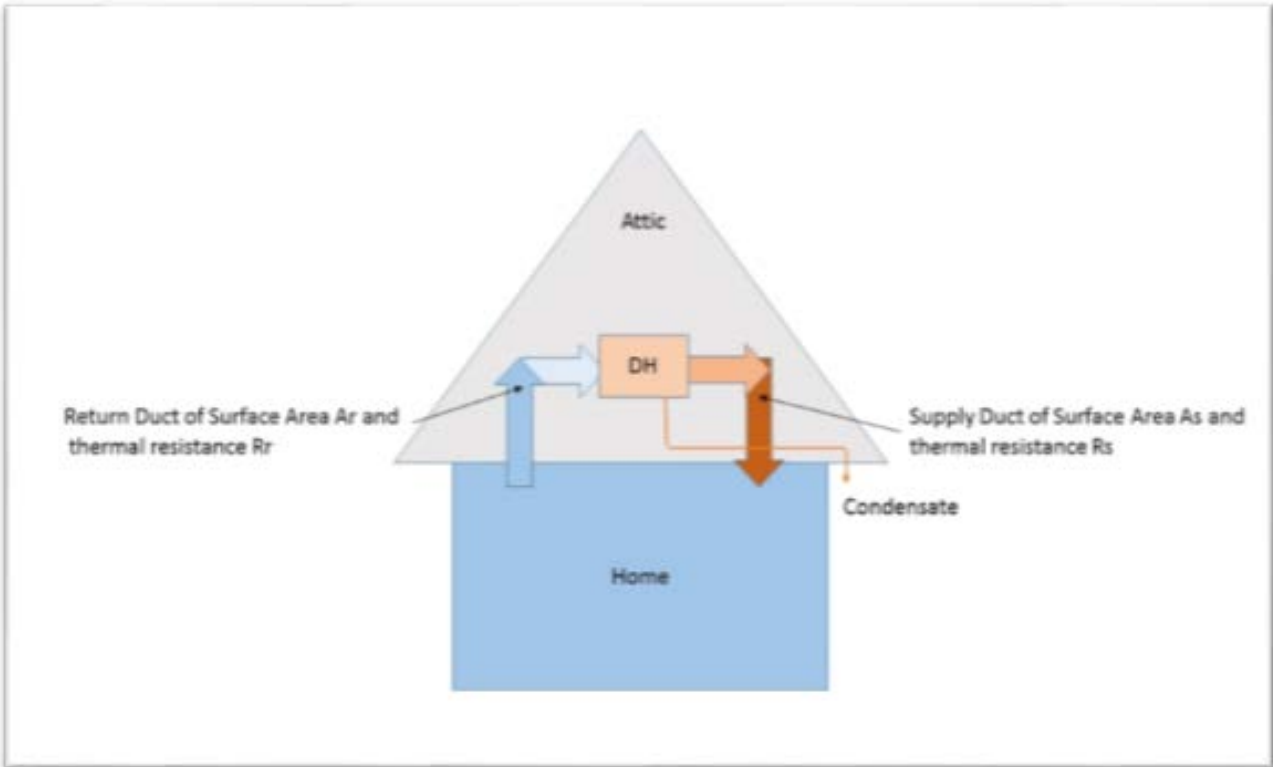 Attic
DH
Return Duct of Surface Area Ar and
thermal resistance Rr
Supply Duct of Surface Area As and
thermal resistance Rs
Condensate
Home